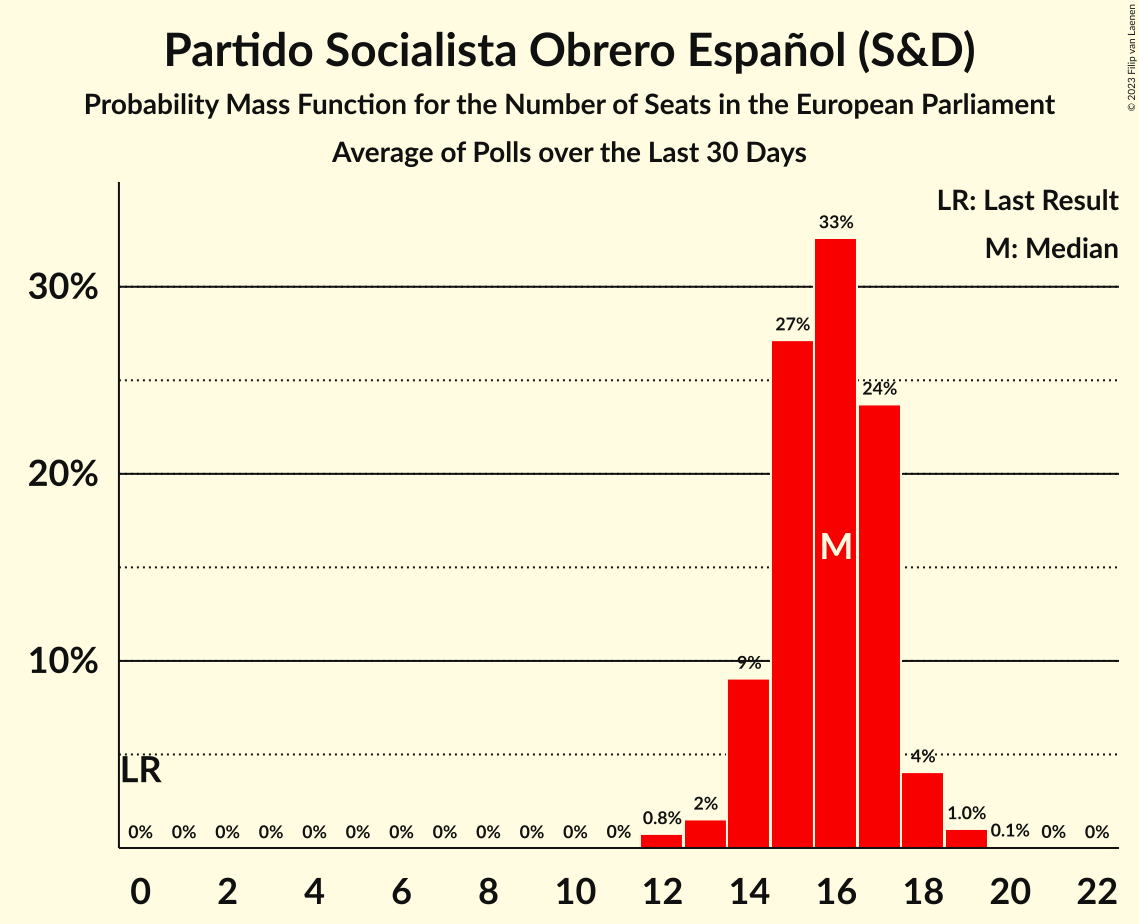 Partido Socialista Obrero Español (S&D)
Probability Mass Function for the Number of Seats in the European Parliament
Average of Polls over the Last 30 Days
© 2023 Filip van Laenen
LR: Last Result
M: Median
30%
20%
10%
33%
27%
24%
M
9%
4%
LR
0% 0% 0% 0% 0% 0% 0% 0% 0% 0% 0% 0% 0.8% 2% 1.0% 0.1% 0% 0%
0 2 4 6 8 10 12 14 16 18 20 22